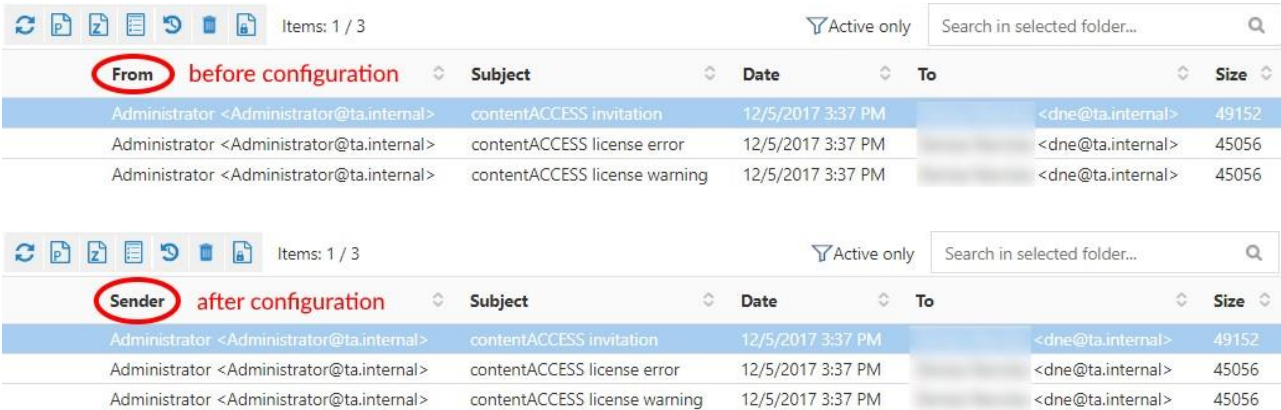 Items: 1 / 3 Active only Search in selected folder...
From before configuration Subject Date To Size
Administrator <Administrator@ta.internal> contentACCESS invitation 12/5/2017 3:37 PM <dne@ta.internal> 49152
Administrator <Administrator@ta.internal> contentACCESS license error 12/5/2017 3:37 PM <dne@ta.internal> 45056
Administrator <Administrator@ta.internal> contentACCESS license warning 12/5/2017 3:37 PM <dne@ta.internal> 45056
Items: 1 / 3 Active only Search in selected folder...
Sender after configuration Subject Date To Size
Administrator <Administrator@ta.internal> contentACCESS invitation 12/5/2017 3:37 PM <dne@ta.internal> 49152
Administrator <Administrator@ta.internal> contentACCESS license error 12/5/2017 3:37 PM <dne@ta.internal> 45056
Administrator <Administrator@ta.internal> contentACCESS license warning 12/5/2017 3:37 PM <dne@ta.internal> 45056